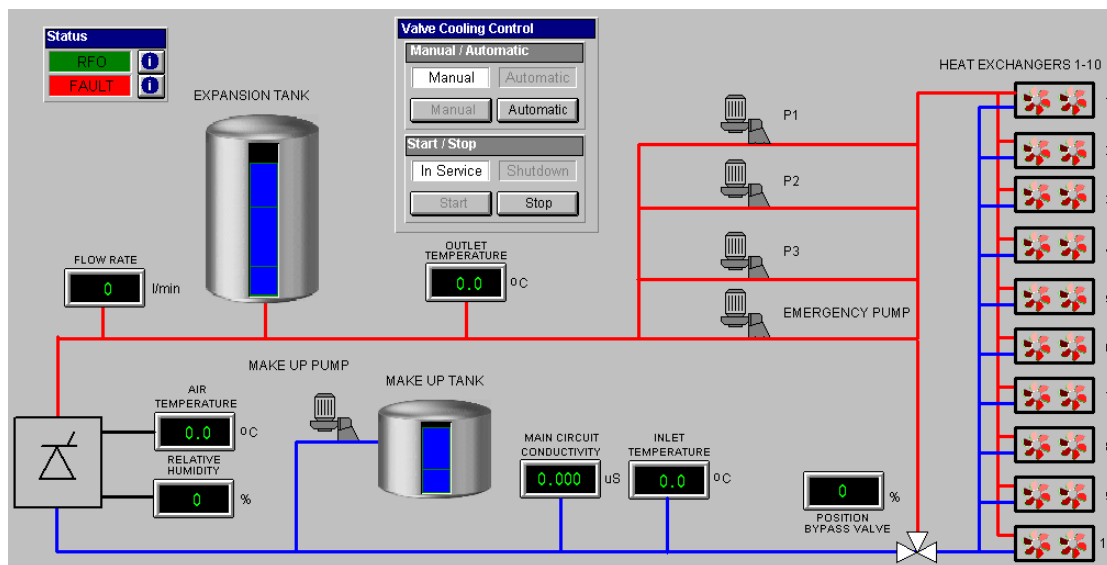 Status
RFO
FAULT
Valve Cooling Control
Manual / Automatic
Manual
Automatic
Manual
Automatic
Start / Stop
In Service
Shutdown
Start
Stop
EXPANSION TANK
HEAT EXCHANGERS 1-10
P1
P2
P3
EMERGENCY PUMP
FLOW RATE
0 l/min
OUTLET
TEMPERATURE
0.0 ºC
MAKE UP PUMP
MAKE UP TANK
AIR
TEMPERATURE
0.0 ºC
RELATIVE
HUMIDITY
0 %
MAIN CIRCUIT
CONDUCTIVITY
0.000 uS
INLET
TEMPERATURE
0.0 ºC
0 %
POSITION
BYPASS VALVE